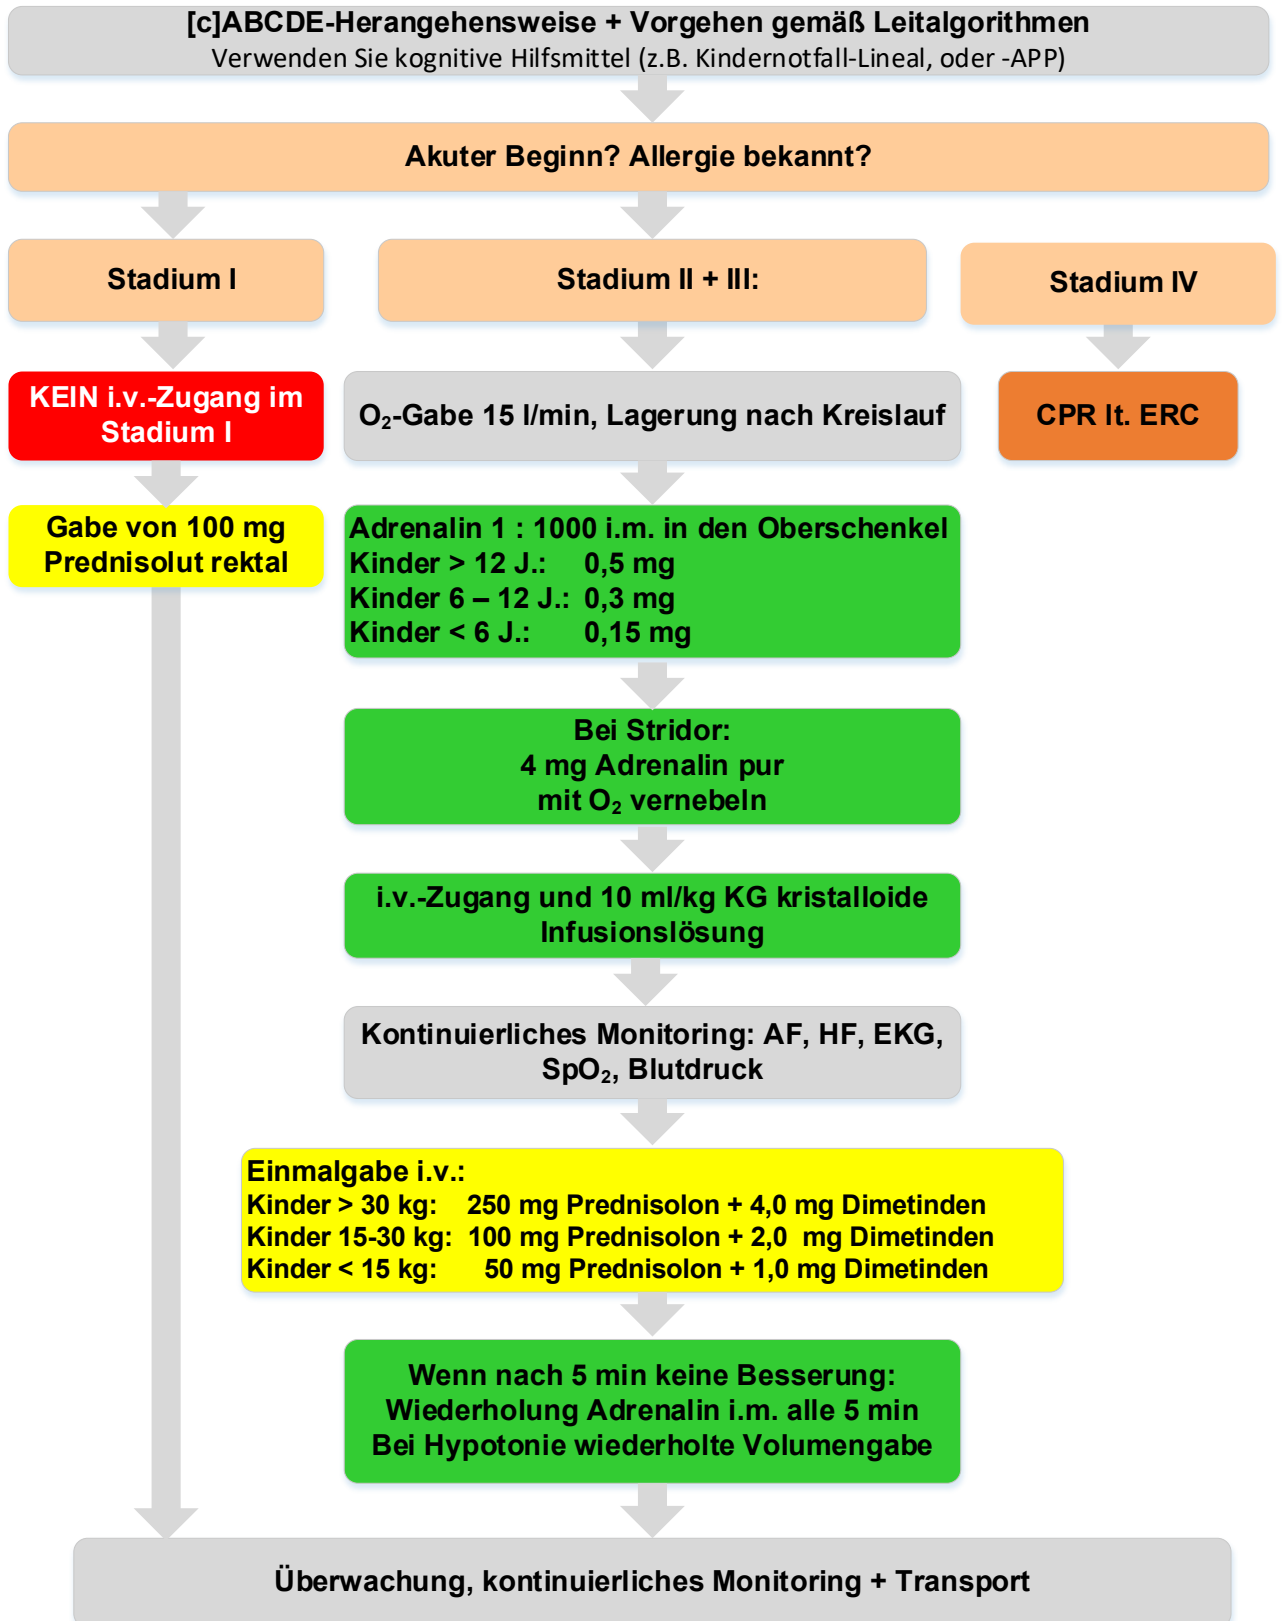 [c]ABCDE-Herangehensweise + Vorgehen gemäß Leitalgorithmen
Verwenden Sie kognitive Hilfsmittel (z.B. Kindernotfall-Lineal, oder -APP)
Akuter Beginn? Allergie bekannt?
Stadium I
Stadium II + III:
Stadium IV
KEIN i.v.-Zugang im
Stadium I
O₂-Gabe 15 l/min, Lagerung nach Kreislauf
CPR lt. ERC
Gabe von 100 mg
Prednisolut rektal
Adrenalin 1 : 1000 i.m. in den Oberschenkel
Kinder > 12 J.: 0,5 mg
Kinder 6 – 12 J.: 0,3 mg
Kinder < 6 J.: 0,15 mg
Bei Stridor:
4 mg Adrenalin pur
mit O₂ vernebeln
i.v.-Zugang und 10 ml/kg KG kristalloide
Infusionslösung
Kontinuierliches Monitoring: AF, HF, EKG,
SpO₂, Blutdruck
Einmalgabe i.v.:
Kinder > 30 kg: 250 mg Prednisolon + 4,0 mg Dimetinden
Kinder 15-30 kg: 100 mg Prednisolon + 2,0 mg Dimetinden
Kinder < 15 kg: 50 mg Prednisolon + 1,0 mg Dimetinden
Wenn nach 5 min keine Besserung:
Wiederholung Adrenalin i.m. alle 5 min
Bei Hypotonie wiederholte Volumengabe
Überwachung, kontinuierliches Monitoring + Transport